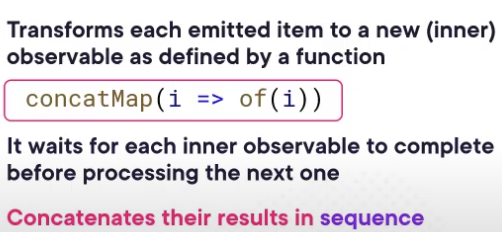 Transforms each emitted item to a new (inner)
observable as defined by a function
concatMap(i => of(i))
It waits for each inner observable to complete
before processing the next one
Concatenates their results in sequence